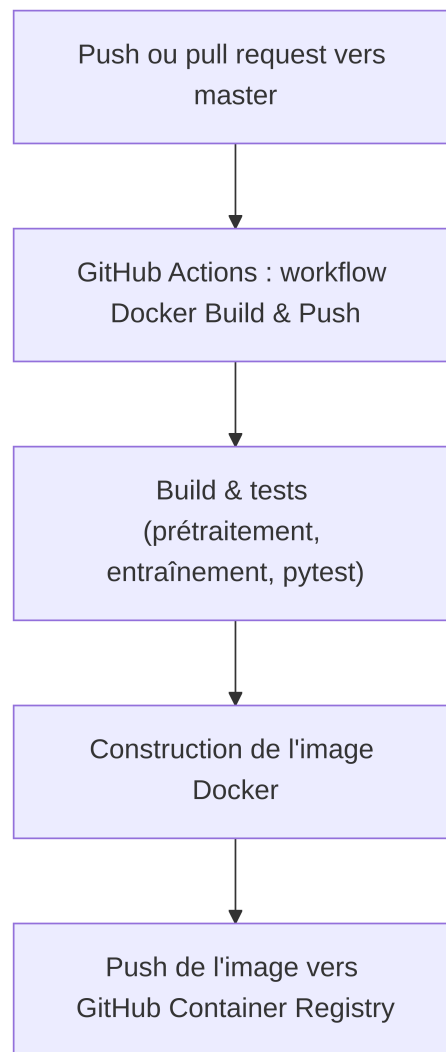 Push ou pull request vers
master
GitHub Actions : workflow
Docker Build & Push
Build & tests
(prétraitement,
entraînement, pytest)
Construction de l'image
Docker
Push de l'image vers
GitHub Container Registry